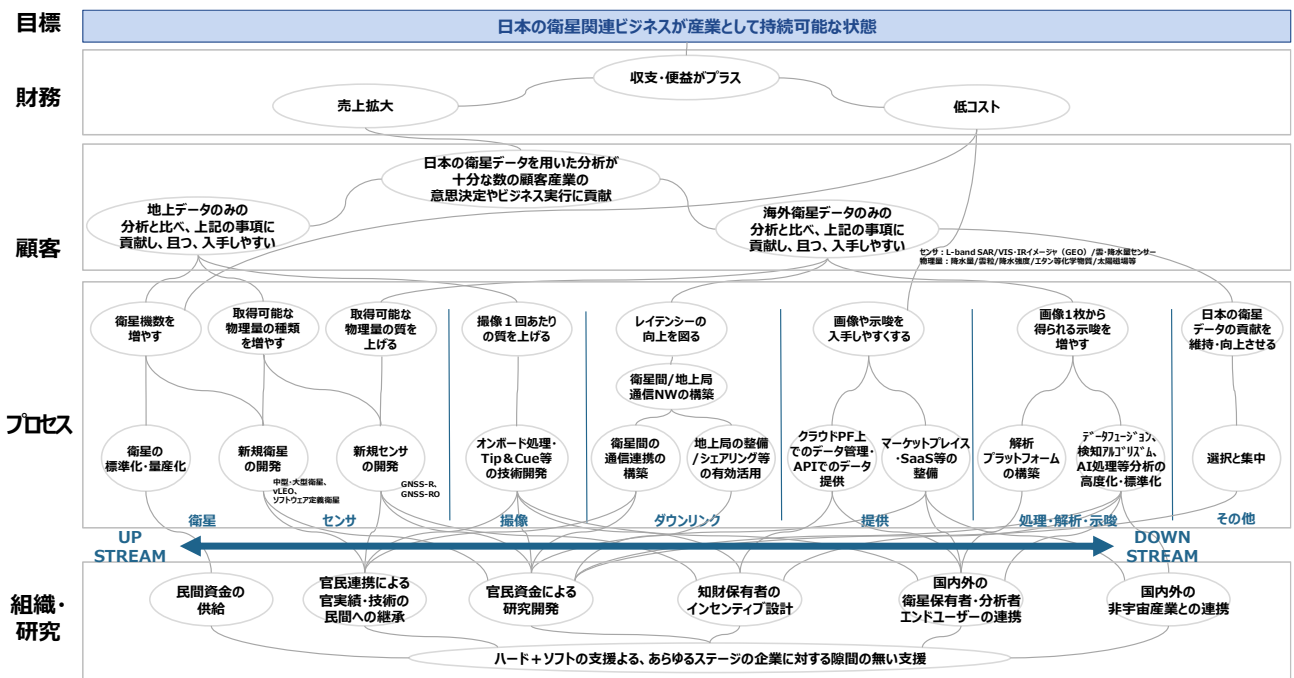 目標
日本の衛星関連ビジネスが産業として持続可能な状態
財務
収支・便益がプラス
売上拡大
低コスト
顧客
日本の衛星データを用いた分析が
十分な数の顧客産業の
意思決定やビジネス実行に貢献
地上データのみの
分析と比べ、上記の事項に
貢献し、且つ、入手しやすい
海外衛星データのみの
分析と比べ、上記の事項に
貢献し、且つ、入手しやすい
センサ：L-band SAR/VIS・IRイメージャ（GEO）/雲・降水量センサー
物理量：降水量/雲粒/降水強度/エタン等化学物質/太陽磁場等
プロセス
衛星機数を
増やす
取得可能な
物理量の種類
を増やす
取得可能な
物理量の質を
上げる
撮像１回あたり
の質を上げる
レイテンシーの
向上を図る
画像や示唆を
入手しやすくする
画像1枚から
得られる示唆を
増やす
日本の衛星
データの貢献を
維持・向上させる
衛星間/地上局
通信NWの構築
衛星の
標準化・量産化
新規衛星
の開発
中型・大型衛星、
vLEO、
ソフトウェア定義衛星
新規センサ
の開発
GNSS-R、
GNSS-RO
オンボード処理・
Tip＆Cue等
の技術開発
衛星間の
通信連携の
構築
地上局の整備
/シェアリング等
の有効活用
クラウドPF上
でのデータ管理・
APIでのデータ
提供
マーケットプレイス
・SaaS等の
整備
解析
プラットフォーム
の構築
データフュージョン、
検知アルゴリズム、
AI処理等分析の
高度化・標準化
選択と集中
衛星
センサ
撮像
ダウンリンク
提供
処理・解析・示唆
その他
UP
STREAM
DOWN
STREAM
組織・
研究
民間資金の
供給
官民連携による
官実績・技術の
民間への継承
官民資金による
研究開発
知財保有者の
インセンティブ設計
国内外の
衛星保有者・分析者
エンドユーザーの連携
国内外の
非宇宙産業との連携
ハード＋ソフトの支援よる、あらゆるステージの企業に対する隙間の無い支援